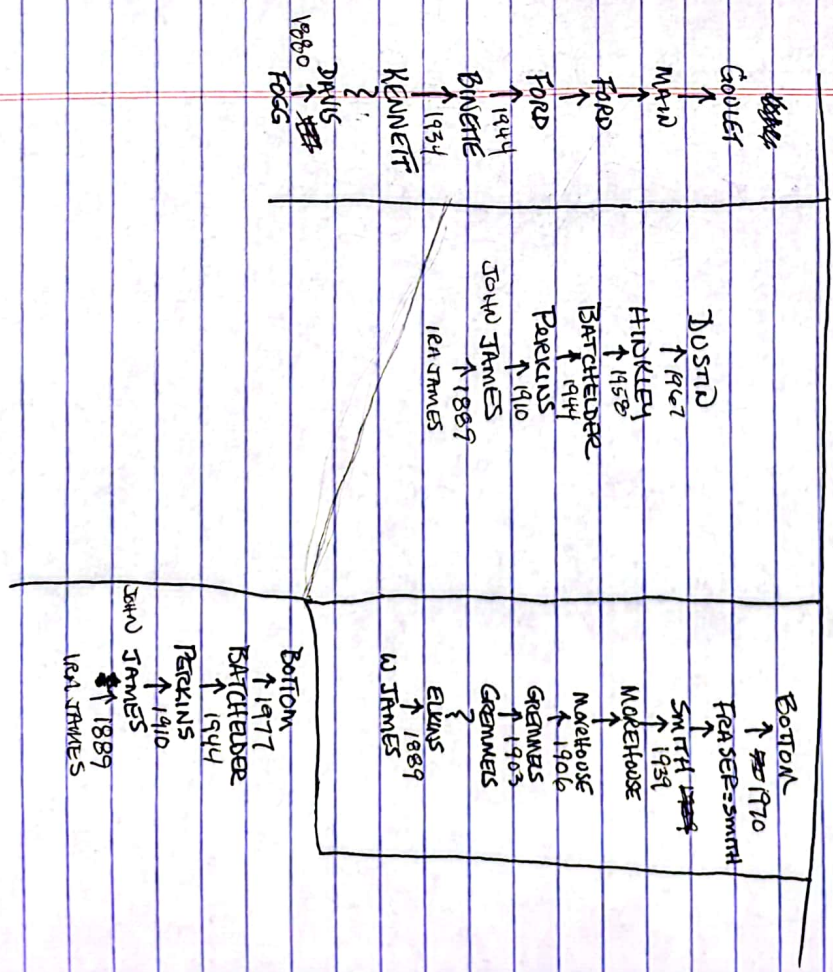 GOULET
↑
MAIN
↑
FORD
↑
FORD
↑ 1944
BINETTE
↑ 1934
KENNETT
DAVIS
1880 ↑
FOGG
DUSTIN
↑ 1967
HINKLEY
↑ 1958
BATCHELDER
↑ 1944
PERKINS
↑ 1910
JOHN JAMES
↑ 1889
IRA JAMES
BOTTOM
↑ 1970
FRASER=SMITH
↑
SMITH
↑ 1939
MOREHOUSE
↑
MOREHOUSE
↑ 1906
GRENNELS
↑ 1903
GRENNELS
ELKINS
↑ 1889
W JAMES
BOTTOM
↑ 1977
BATCHELDER
↑ 1944
PERKINS
↑ 1910
JOHN JAMES
↑ 1889
IRA JAMES